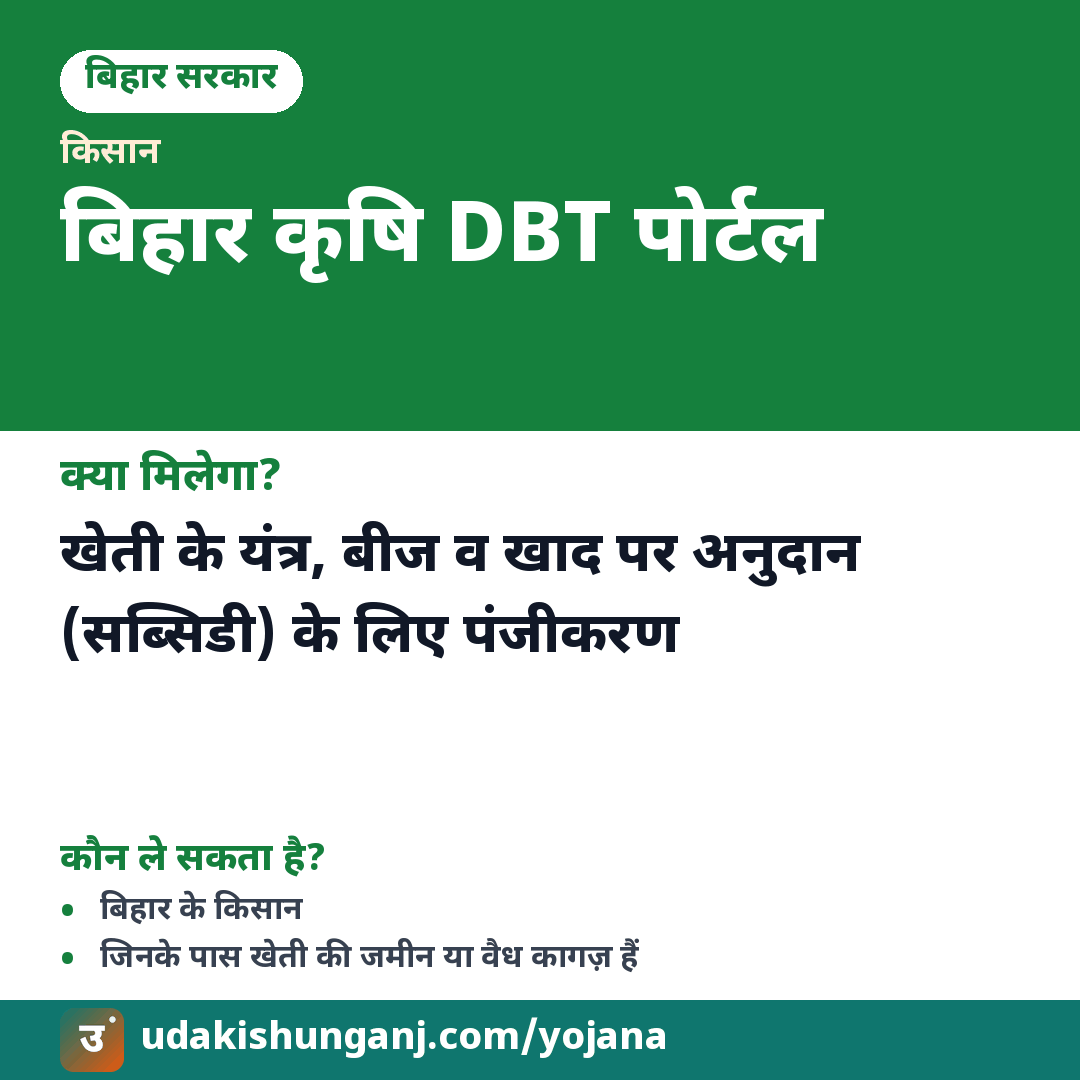 बिहार सरकार
किसान
बिहार कृषि DBT पोर्टल
क्या मिलेगा?
खेती के यंत्र, बीज व खाद पर अनुदान
(सब्सिडी) के लिए पंजीकरण
कौन ले सकता है?
• बिहार के किसान
• जिनके पास खेती की जमीन या वैध कागज़ हैं
उ udakishunganj.com/yojana